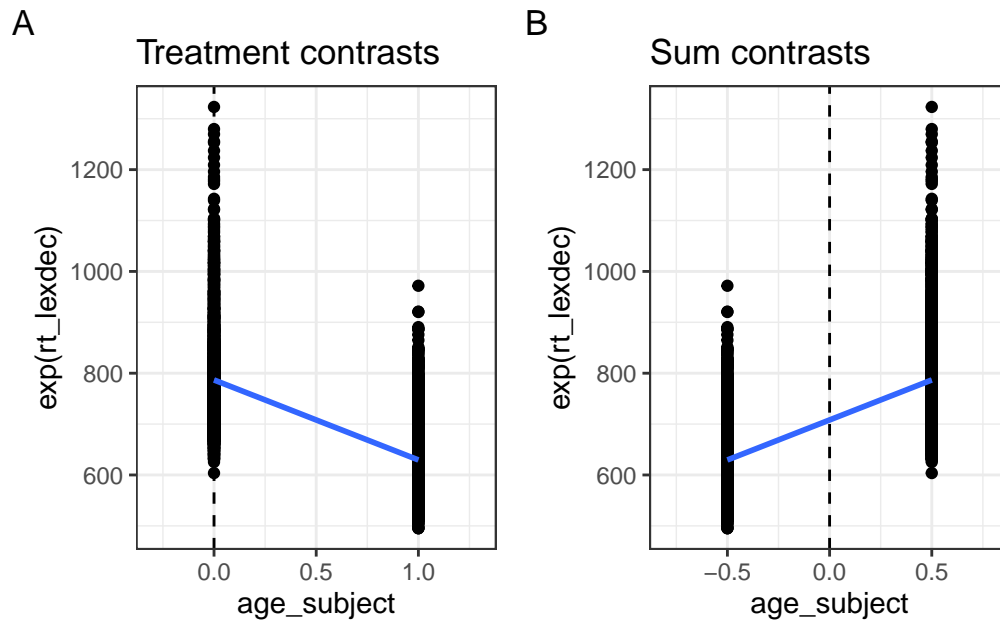 A
Treatment contrasts
exp(rt_lexdec)
1200
1000
800
600
0.0 0.5 1.0
age_subject
B
Sum contrasts
exp(rt_lexdec)
1200
1000
800
600
−0.5 0.0 0.5
age_subject